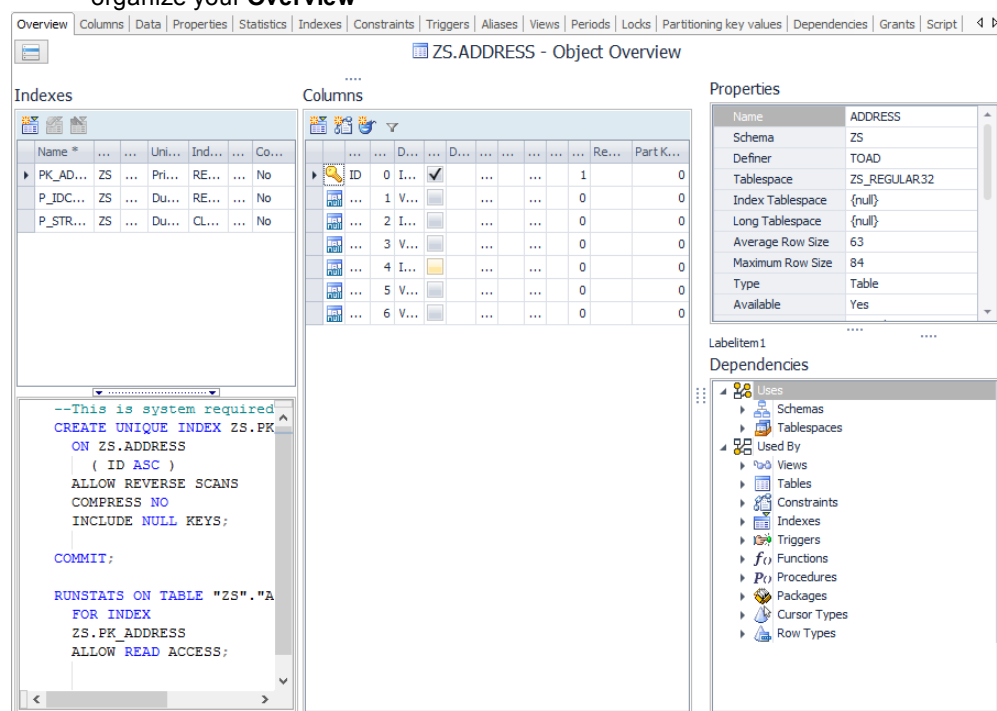 organize your Overview
Overview Columns Data Properties Statistics Indexes Constraints Triggers Aliases Views Periods Locks Partitioning key values Dependencies Grants Script
ZS.ADDRESS - Object Overview
Indexes
Name * ... ... Uni... Ind... ... Co...
PK_AD... ZS ... Pri... RE... ... No
P_IDC... ZS ... Du... RE... ... No
P_STR... ZS ... Du... CL... ... No
--This is system required
CREATE UNIQUE INDEX ZS.PK
ON ZS.ADDRESS
( ID ASC )
ALLOW REVERSE SCANS
COMPRESS NO
INCLUDE NULL KEYS;
COMMIT;
RUNSTATS ON TABLE "ZS"."A
FOR INDEX
ZS.PK_ADDRESS
ALLOW READ ACCESS;
Columns
... ... D... ... D... ... ... ... ... ... Re... Part K...
ID 0 I... ... ... 1 0
... 1 V... ... ... 0 0
... 2 I... ... ... 0 0
... 3 V... ... ... 0 0
... 4 I... ... ... 0 0
... 5 V... ... ... 0 0
... 6 V... ... ... 0 0
Properties
Name ADDRESS
Schema ZS
Definer TOAD
Tablespace ZS_REGULAR32
Index Tablespace {null}
Long Tablespace {null}
Average Row Size 63
Maximum Row Size 84
Type Table
Available Yes
Labelitem1
Dependencies
Uses
Schemas
Tablespaces
Used By
Views
Tables
Constraints
Indexes
Triggers
f() Functions
P() Procedures
Packages
Cursor Types
Row Types